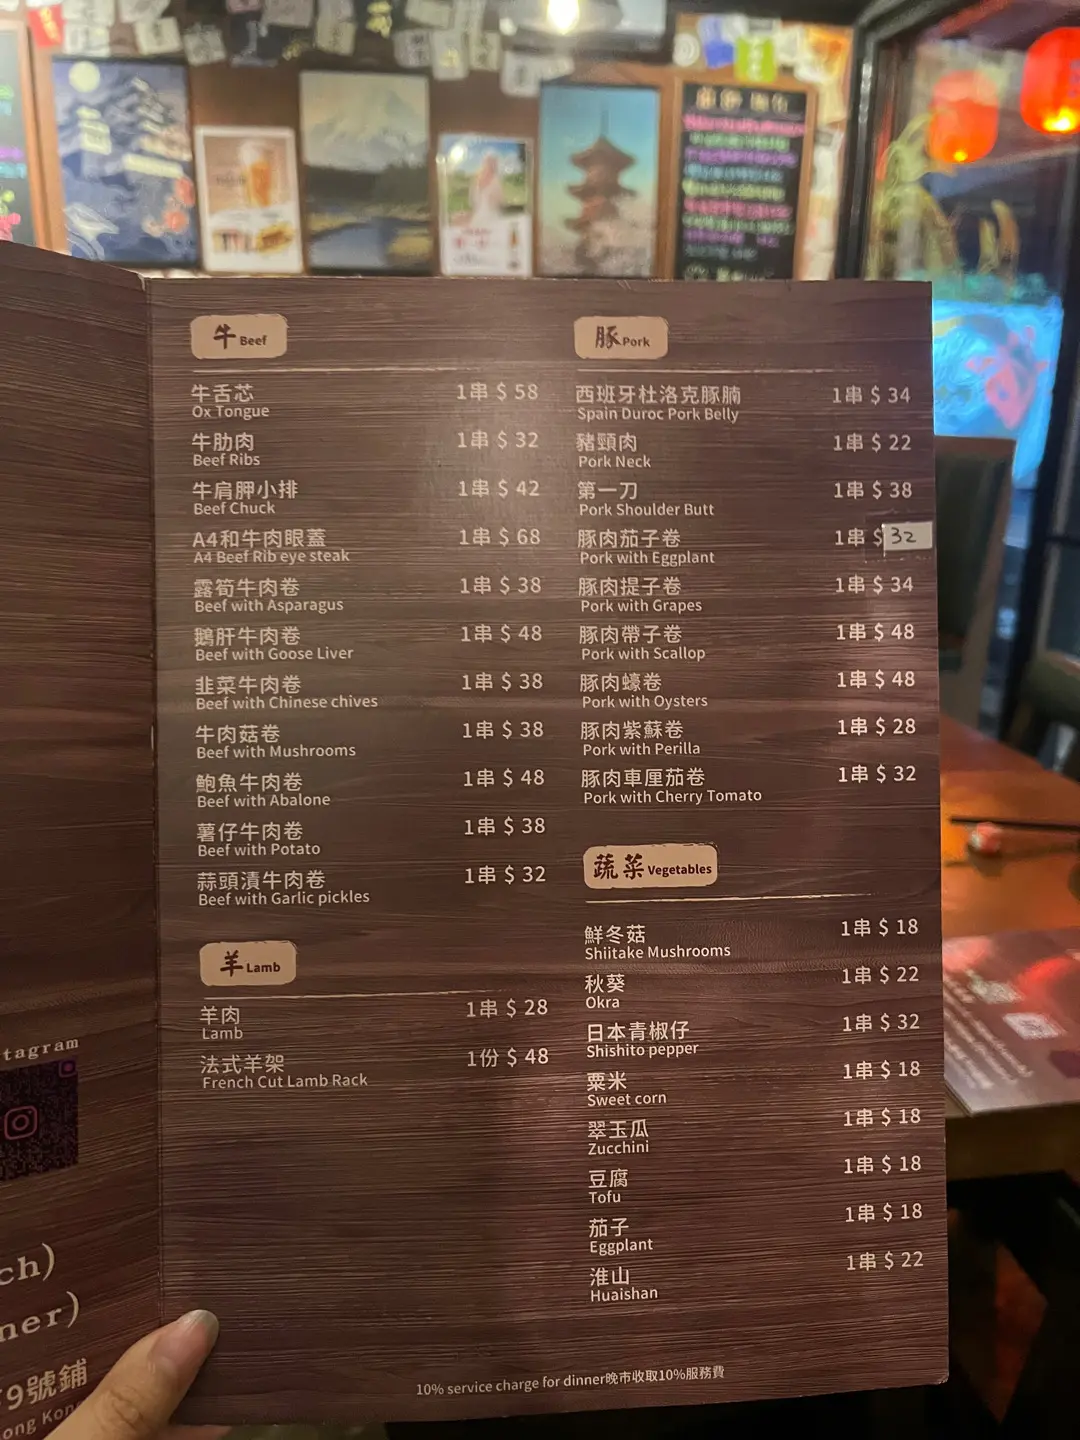 牛 Beef
牛舌芯 1串 $ 58
Ox Tongue
牛肋肉 1串 $ 32
Beef Ribs
牛肩胛小排 1串 $ 42
Beef Chuck
A4和牛肉眼蓋 1串 $ 68
A4 Beef Rib eye steak
露筍牛肉卷 1串 $ 38
Beef with Asparagus
鵝肝牛肉卷 1串 $ 48
Beef with Goose Liver
韭菜牛肉卷 1串 $ 38
Beef with Chinese chives
牛肉菇卷 1串 $ 38
Beef with Mushrooms
鮑魚牛肉卷 1串 $ 48
Beef with Abalone
薯仔牛肉卷 1串 $ 38
Beef with Potato
蒜頭漬牛肉卷 1串 $ 32
Beef with Garlic pickles
羊 Lamb
羊肉 1串 $ 28
Lamb
法式羊架 1份 $ 48
French Cut Lamb Rack
豚 Pork
西班牙杜洛克豚腩 1串 $ 34
Spain Duroc Pork Belly
豬頸肉 1串 $ 22
Pork Neck
第一刀 1串 $ 38
Pork Shoulder Butt
豚肉茄子卷 1串 $ 32
Pork with Eggplant
豚肉提子卷 1串 $ 34
Pork with Grapes
豚肉帶子卷 1串 $ 48
Pork with Scallop
豚肉蠔卷 1串 $ 48
Pork with Oysters
豚肉紫蘇卷 1串 $ 28
Pork with Perilla
豚肉車厘茄卷 1串 $ 32
Pork with Cherry Tomato
蔬菜 Vegetables
鮮冬菇 1串 $ 18
Shiitake Mushrooms
秋葵 1串 $ 22
Okra
日本青椒仔 1串 $ 32
Shishito pepper
粟米 1串 $ 18
Sweet corn
翠玉瓜 1串 $ 18
Zucchini
豆腐 1串 $ 18
Tofu
茄子 1串 $ 18
Eggplant
淮山 1串 $ 22
Huaishan
10% service charge for dinner晚市收取10%服務費
tagram
ch)
ner)
9號鋪
ong Kon